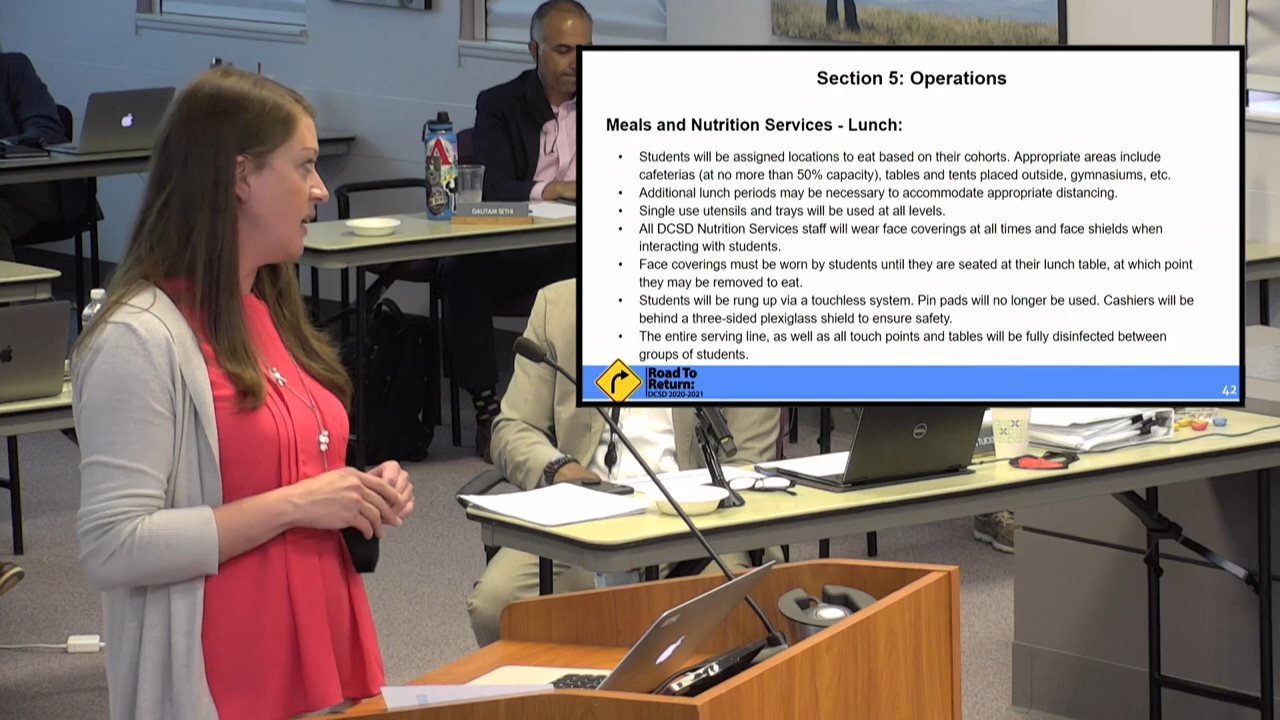 Section 5: Operations
Meals and Nutrition Services - Lunch:
• Students will be assigned locations to eat based on their cohorts. Appropriate areas include
cafeterias (at no more than 50% capacity), tables and tents placed outside, gymnasiums, etc.
• Additional lunch periods may be necessary to accommodate appropriate distancing.
• Single use utensils and trays will be used at all levels.
• All DCSD Nutrition Services staff will wear face coverings at all times and face shields when
interacting with students.
• Face coverings must be worn by students until they are seated at their lunch table, at which point
they may be removed to eat.
• Students will be rung up via a touchless system. Pin pads will no longer be used. Cashiers will be
behind a three-sided plexiglass shield to ensure safety.
• The entire serving line, as well as all touch points and tables will be fully disinfected between
groups of students.
Road To
Return:
DCSD 2020-2021
42
GAUTAM SETHI
DELL